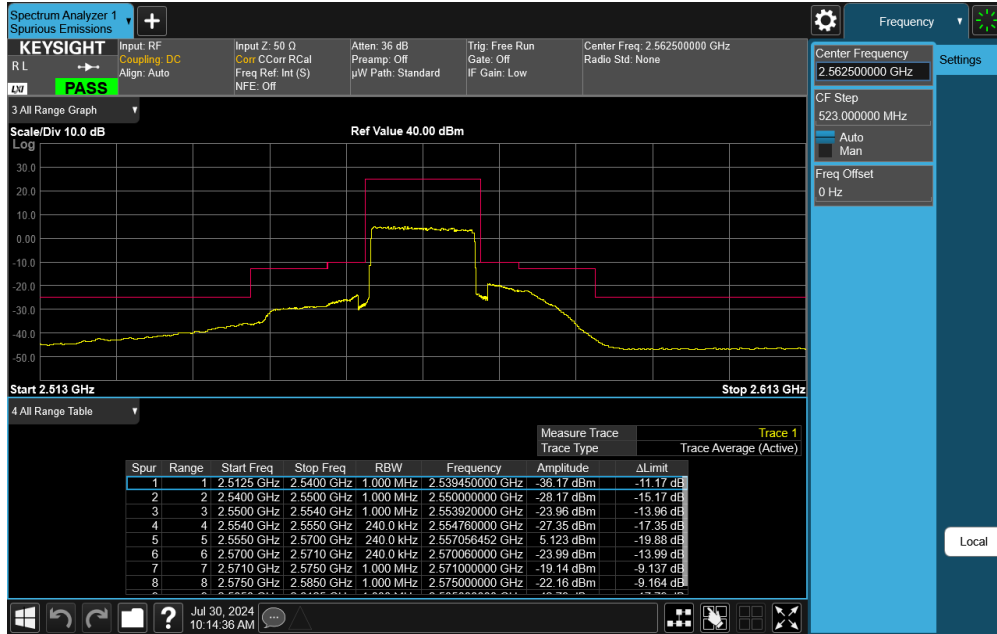 Spectrum Analyzer 1
Spurious Emissions
Frequency
KEYSIGHT
R L
LXI
PASS
Input: RF
Coupling: DC
Align: Auto
Input Z: 50 Ω
Corr CCorr RCal
Freq Ref: Int (S)
NFE: Off
Atten: 36 dB
Preamp: Off
µW Path: Standard
Trig: Free Run
Gate: Off
IF Gain: Low
Center Freq: 2.562500000 GHz
Radio Std: None
Center Frequency
2.562500000 GHz
Settings
CF Step
523.000000 MHz
Auto
Man
Freq Offset
0 Hz
Local
3 All Range Graph
Scale/Div 10.0 dB
Ref Value 40.00 dBm
Log
30.0
20.0
10.0
0.00
-10.0
-20.0
-30.0
-40.0
-50.0
Start 2.513 GHz
Stop 2.613 GHz
4 All Range Table
Measure Trace Trace 1
Trace Type Trace Average (Active)
Spur Range Start Freq Stop Freq RBW Frequency Amplitude ΔLimit
1 1 2.5125 GHz 2.5400 GHz 1.000 MHz 2.539450000 GHz -36.17 dBm -11.17 dB
2 2 2.5400 GHz 2.5500 GHz 1.000 MHz 2.550000000 GHz -28.17 dBm -15.17 dB
3 3 2.5500 GHz 2.5540 GHz 1.000 MHz 2.553920000 GHz -23.96 dBm -13.96 dB
4 4 2.5540 GHz 2.5550 GHz 240.0 kHz 2.554760000 GHz -27.35 dBm -17.35 dB
5 5 2.5550 GHz 2.5700 GHz 240.0 kHz 2.557056452 GHz 5.123 dBm -19.88 dB
6 6 2.5700 GHz 2.5710 GHz 240.0 kHz 2.570060000 GHz -23.99 dBm -13.99 dB
7 7 2.5710 GHz 2.5750 GHz 1.000 MHz 2.571000000 GHz -19.14 dBm -9.137 dB
8 8 2.5750 GHz 2.5850 GHz 1.000 MHz 2.575000000 GHz -22.16 dBm -9.164 dB
Jul 30, 2024
10:14:36 AM